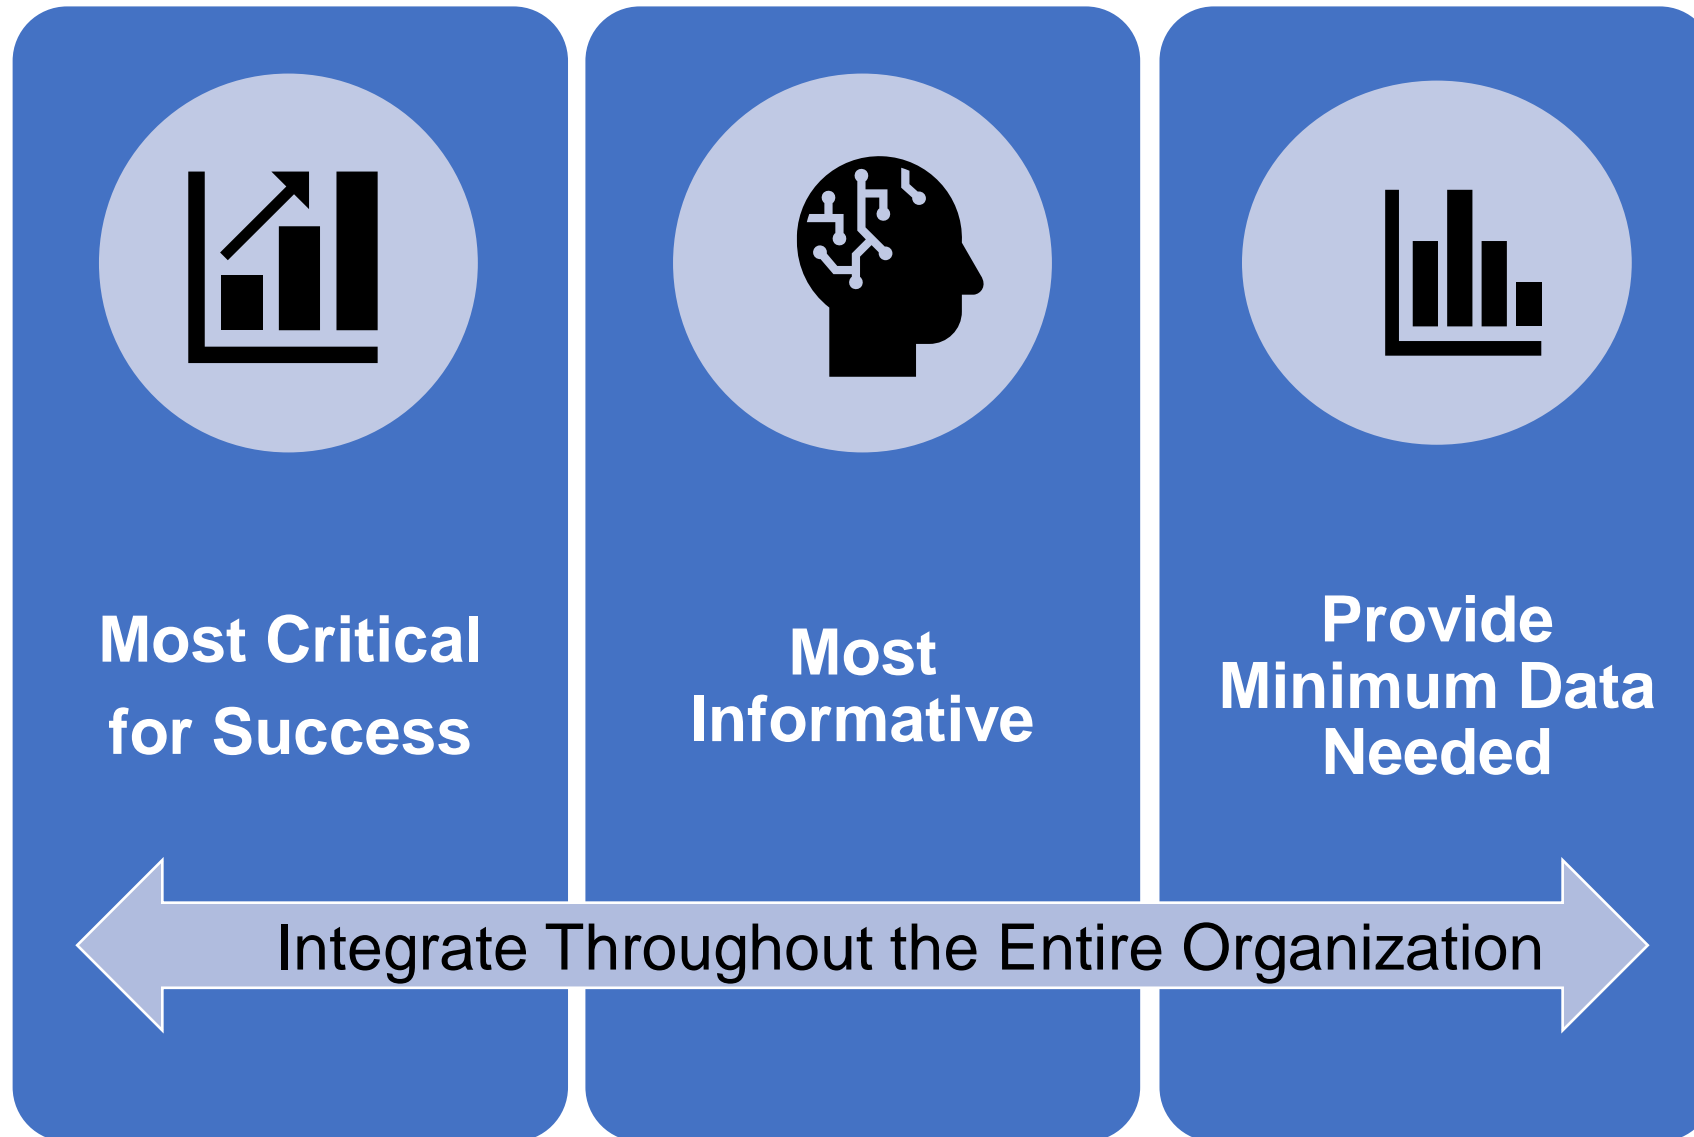 Most Critical
for Success
Most
Informative
Provide
Minimum Data
Needed
Integrate Throughout the Entire Organization